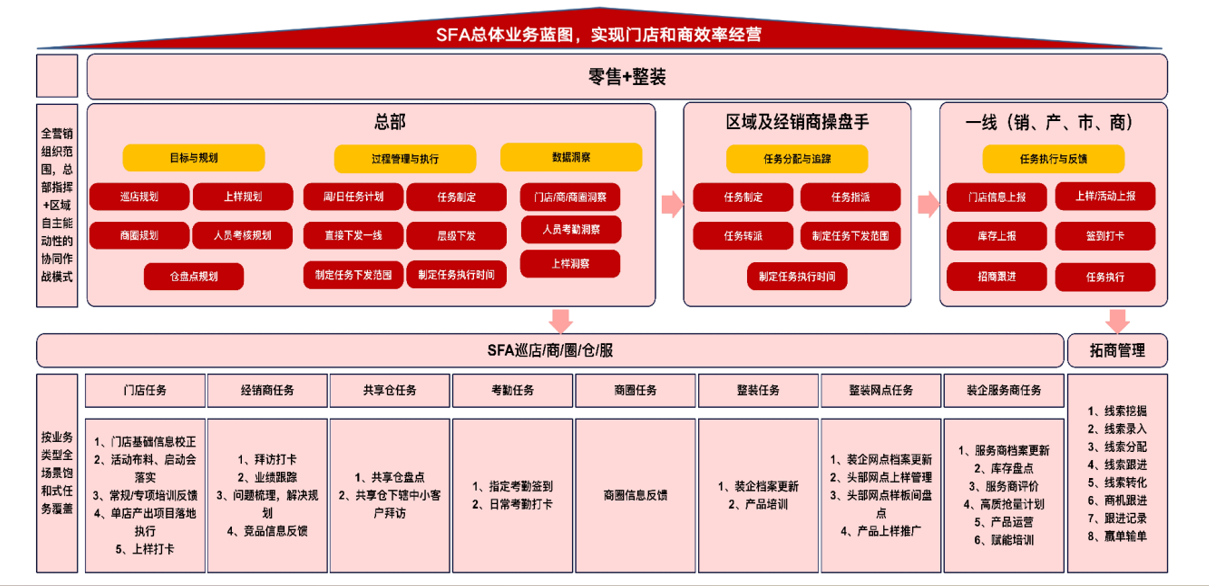 SFA总体业务蓝图，实现门店和商效率经营
零售+整装
全营销
组织范
围，总
部指挥
+区域
自主能
动性的
协同作
战模式
总部
目标与规划
巡店规划
上样规划
商圈规划
人员考核规划
仓盘点规划
过程管理与执行
周/日任务计划
任务制定
直接下发一线
层级下发
制定任务下发范围
制定任务执行时间
数据洞察
门店/商/商圈洞察
人员考勤洞察
上样洞察
区域及经销商操盘手
任务分配与追踪
任务制定
任务指派
任务转派
制定任务下发范围
制定任务执行时间
一线（销、产、市、商）
任务执行与反馈
门店信息上报
上样/活动上报
库存上报
签到打卡
招商跟进
任务执行
SFA巡店/商/圈/仓/服
拓商管理
按业务
类型全
场景饱
和式任
务覆盖
门店任务
1、门店基础信息校正
2、活动布料、启动会
落实
3、常规/专项培训反馈
4、单店产出项目落地
执行
5、上样打卡
经销商任务
1、拜访打卡
2、业绩跟踪
3、问题梳理，解决规
划
4、竞品信息反馈
共享仓任务
1、共享仓盘点
2、共享仓下辖中小客
户拜访
考勤任务
1、指定考勤签到
2、日常考勤打卡
商圈任务
商圈信息反馈
整装任务
1、装企档案更新
2、产品培训
整装网点任务
1、装企网点档案更新
2、头部网点上样管理
3、头部网点样板间盘
点
4、产品上样推广
装企服务商任务
1、服务商档案更新
2、库存盘点
3、服务商评价
4、高质抢量计划
5、产品运营
6、赋能培训
1、线索挖掘
2、线索录入
3、线索分配
4、线索跟进
5、线索转化
6、商机跟进
7、跟进记录
8、赢单输单